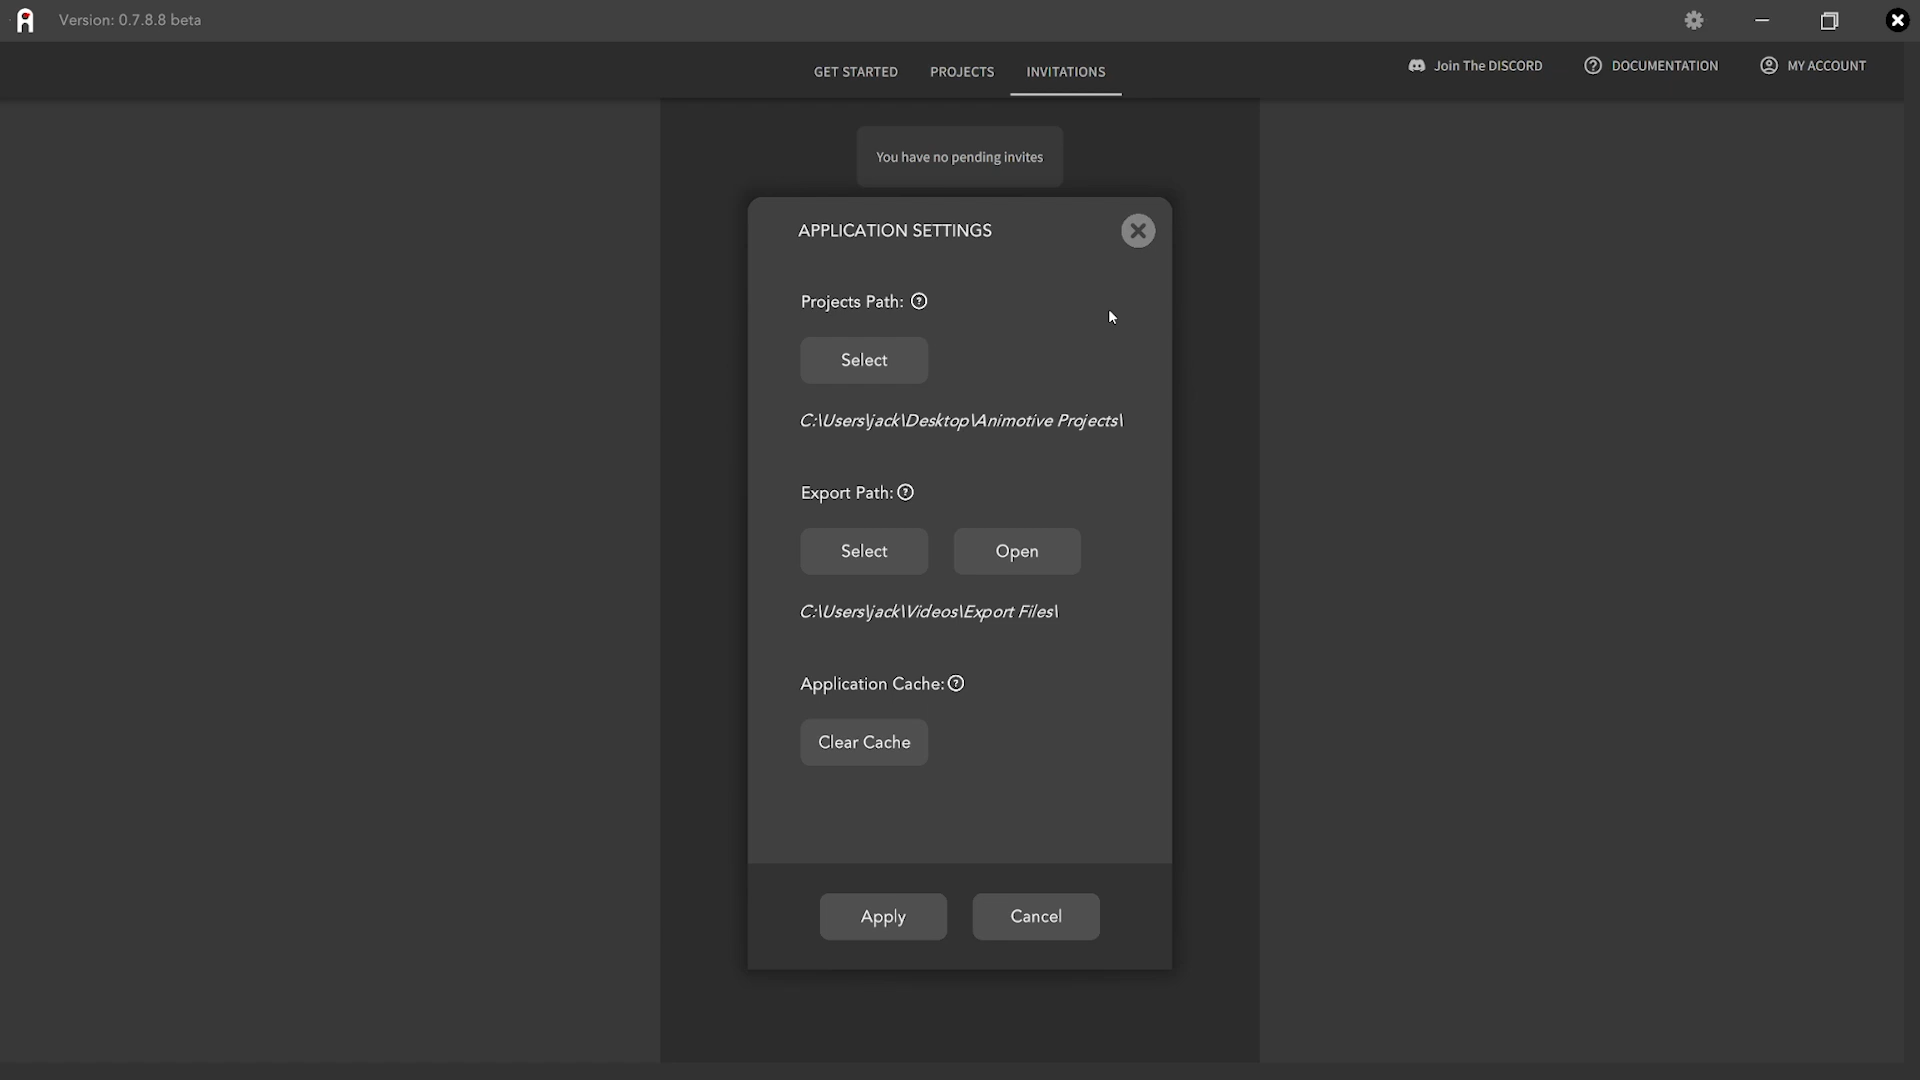 Version: 0.7.8.8 beta
GET STARTED PROJECTS INVITATIONS
Join The DISCORD DOCUMENTATION MY ACCOUNT
You have no pending invites
APPLICATION SETTINGS
Projects Path:
Select
C:\Users\jack\Desktop\Animotive Projects\
Export Path:
Select Open
C:\Users\jack\Videos\Export Files\
Application Cache:
Clear Cache
Apply Cancel